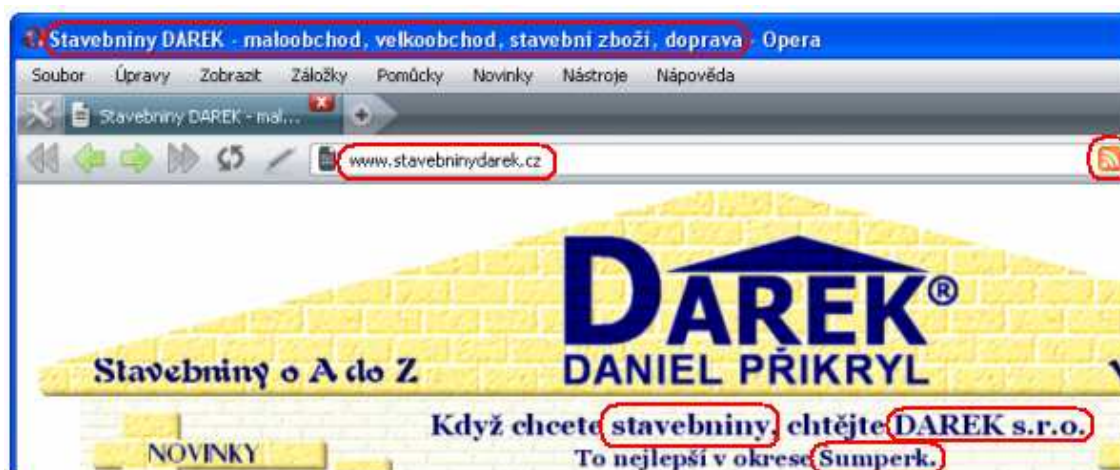 Stavebniny DAREK - maloobchod, velkoobchod, stavební zboží, doprava - Opera
Soubor Úpravy Zobrazit Záložky Pomůcky Novinky Nástroje Nápověda
Stavebniny DAREK - mal...
www.stavebninydarek.cz
DAREK®
DANIEL PŘIKRYL
Stavebniny o A do Z
Když chcete stavebniny, chtějte DAREK s.r.o.
NOVINKY
To nejlepší v okrese Sumperk.